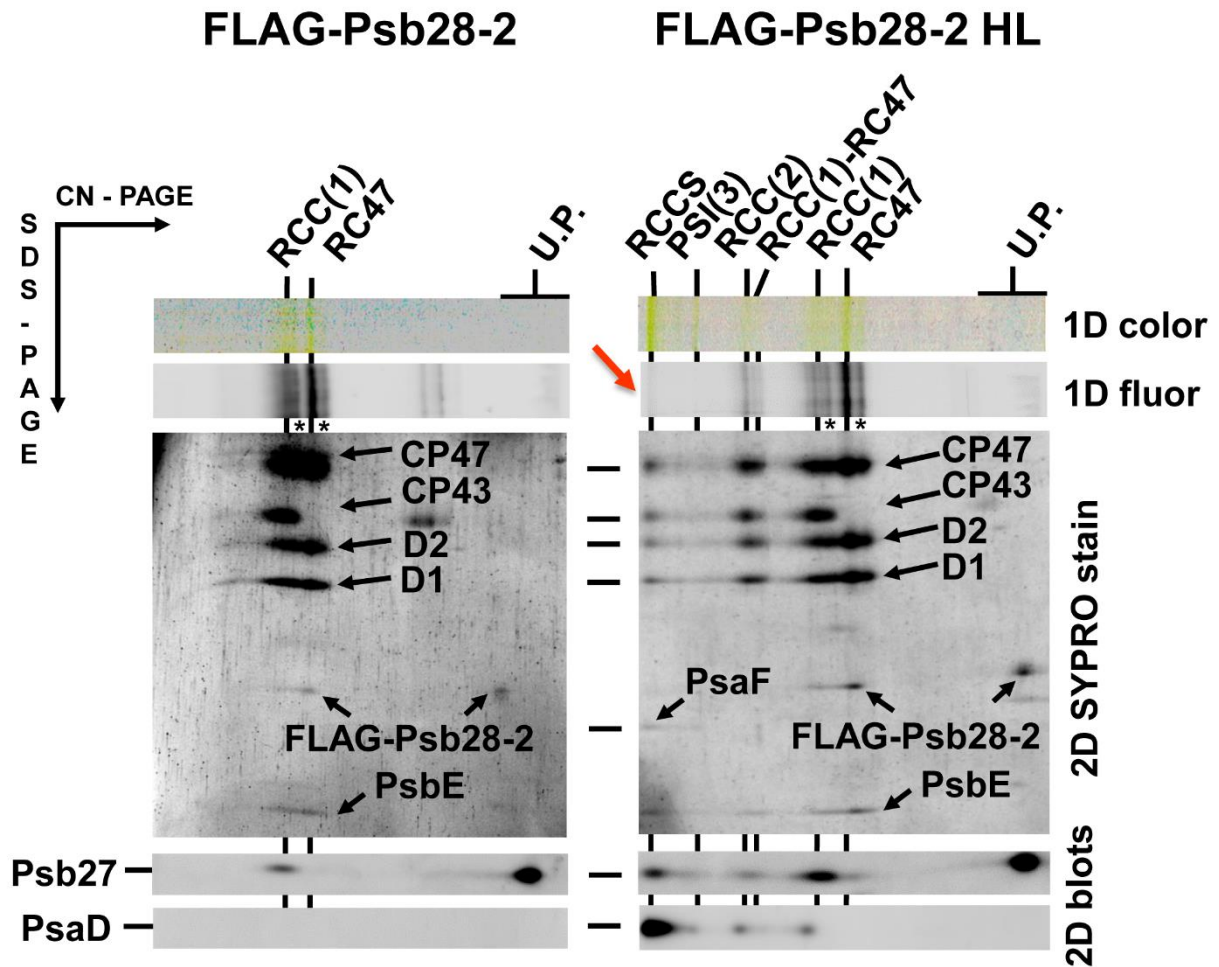 FLAG-Psb28-2
FLAG-Psb28-2 HL
CN - PAGE
SDS-PAGE
RCC(1)
RC47
U.P.
RCCS
PSI(3)
RCC(2)
RCC(1)-RC47
RCC(1)
RC47
U.P.
1D color
1D fluor
* *
* *
CP47
CP43
D2
D1
FLAG-Psb28-2
PsbE
CP47
CP43
D2
D1
PsaF
FLAG-Psb28-2
PsbE
2D SYPRO stain
Psb27
PsaD
2D blots